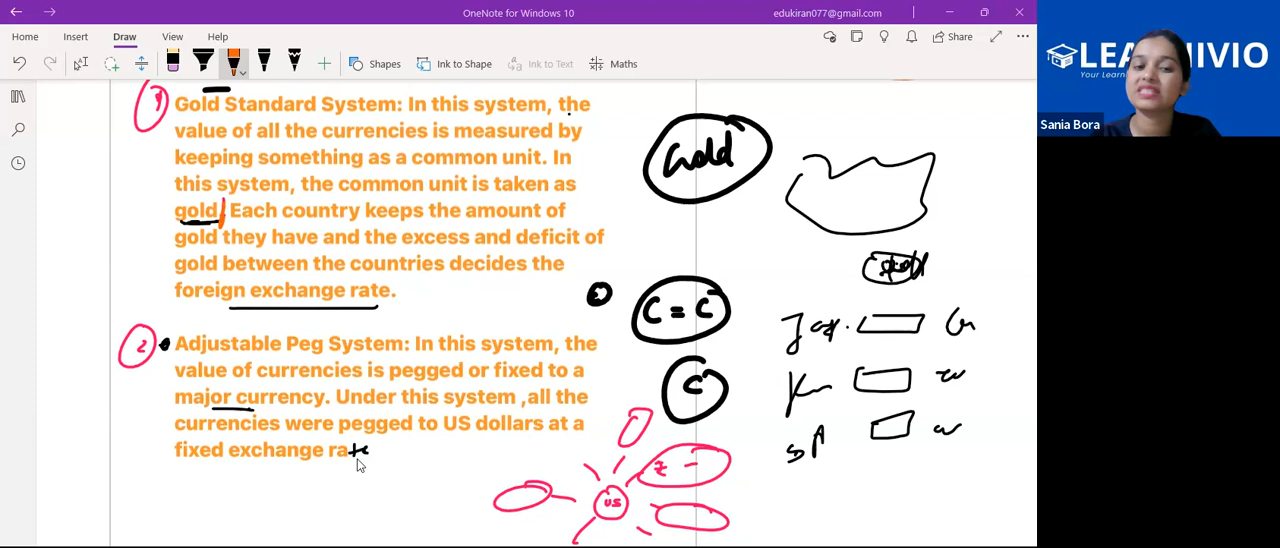 OneNote for Windows 10
edukiran077@gmail.com
Home Insert Draw View Help
Share
Shapes Ink to Shape Ink to Text Maths
1
Gold Standard System: In this system, the
value of all the currencies is measured by
keeping something as a common unit. In
this system, the common unit is taken as
gold Each country keeps the amount of
gold they have and the excess and deficit of
gold between the countries decides the
foreign exchange rate.
2
Adjustable Peg System: In this system, the
value of currencies is pegged or fixed to a
major currency. Under this system ,all the
currencies were pegged to US dollars at a
fixed exchange rate
Gold
C = C
C
US
LEA NIVIO
Your Lea
Sania Bora